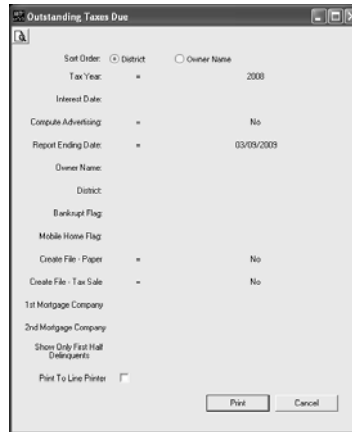 Outstanding Taxes Due
Sort Order: District Owner Name
Tax Year: = 2008
Interest Date:
Compute Advertising: = No
Report Ending Date: = 03/09/2009
Owner Name:
District:
Bankrupt Flag:
Mobile Home Flag:
Create File - Paper = No
Create File - Tax Sale = No
1st Mortgage Company
2nd Mortgage Company
Show Only First Half
Delinquents
Print To Line Printer
Print Cancel